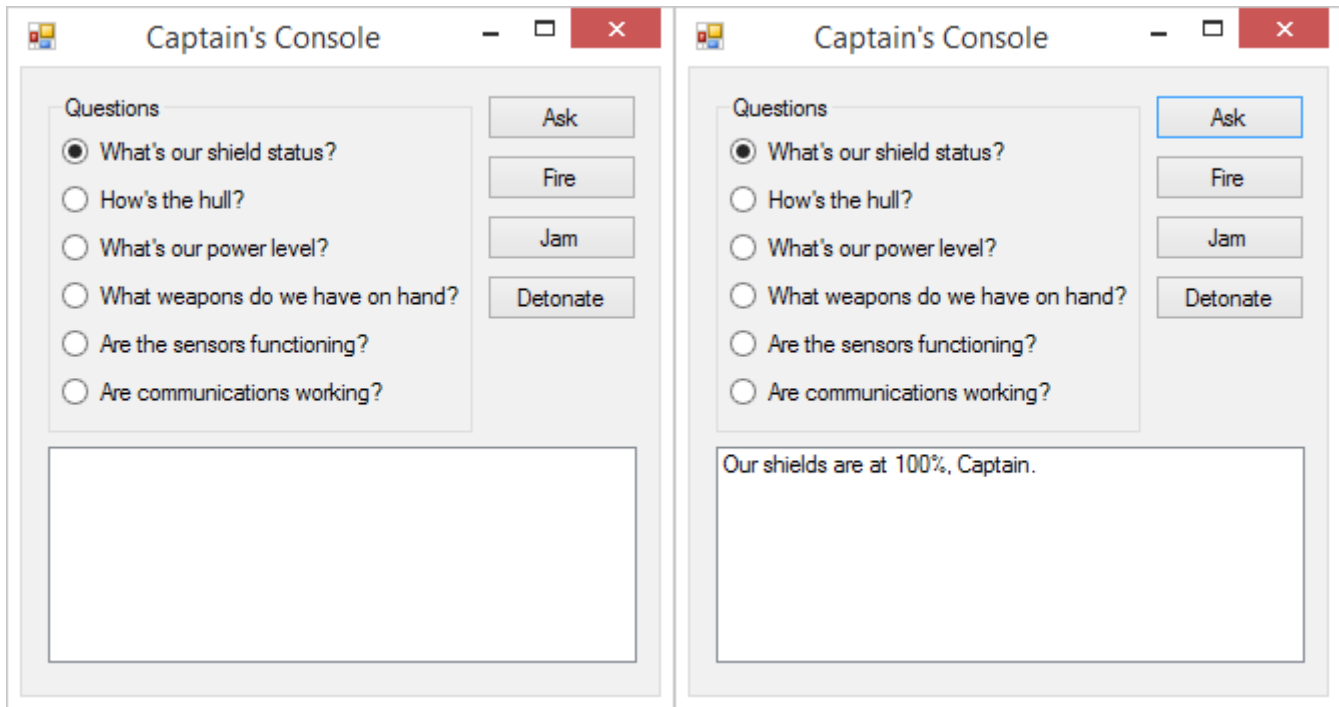 Captain's Console
Questions
What's our shield status?
How's the hull?
What's our power level?
What weapons do we have on hand?
Are the sensors functioning?
Are communications working?
Ask
Fire
Jam
Detonate
Captain's Console
Questions
What's our shield status?
How's the hull?
What's our power level?
What weapons do we have on hand?
Are the sensors functioning?
Are communications working?
Ask
Fire
Jam
Detonate
Our shields are at 100%, Captain.